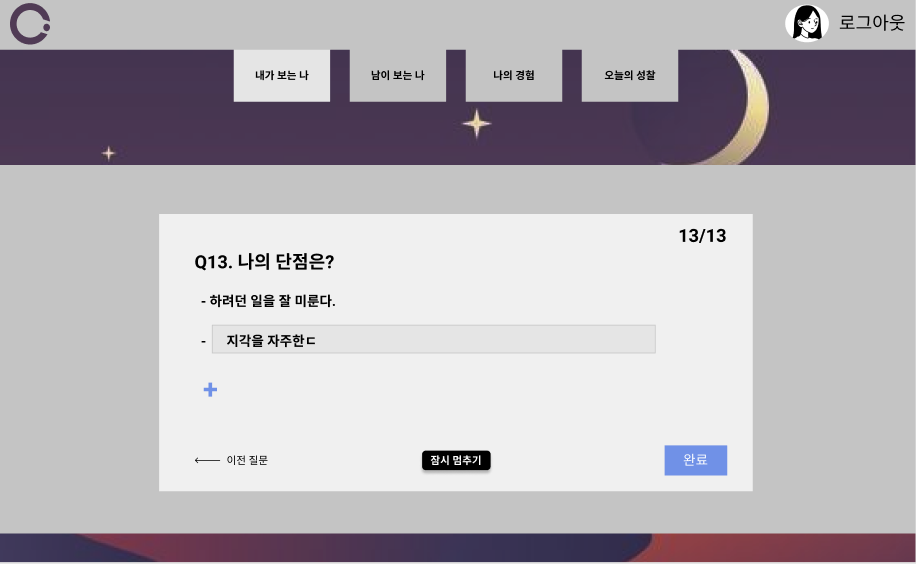 로그아웃
내가 보는 나
남이 보는 나
나의 경험
오늘의 성찰
13/13
Q13. 나의 단점은?
- 하려던 일을 잘 미룬다.
- 지각을 자주한ㄷ
+
← 이전 질문
잠시 멈추기
완료